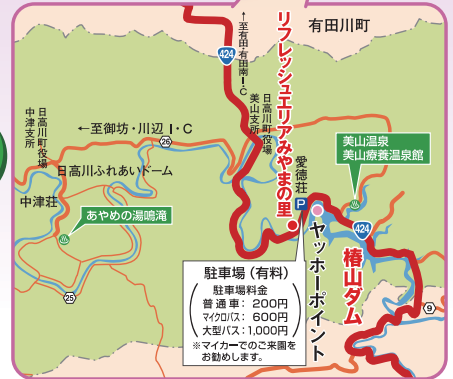 有田川町
←至有田・有田南I・C
424
リフレッシュエリアみやまの里
日高川町役場
美山支所
日高川町役場
中津支所
←至御坊・川辺I・C
26
日高川ふれあいドーム
中津荘
あやめの湯鳴滝
愛徳荘
P
美山温泉
美山療養温泉館
424
椿山ダム
ヤッホーポイント
9
25
駐車場（有料）
駐車場料金
普通車：200円
マイクロバス：600円
大型バス：1,000円
※マイカーでのご来園を
お勧めします。